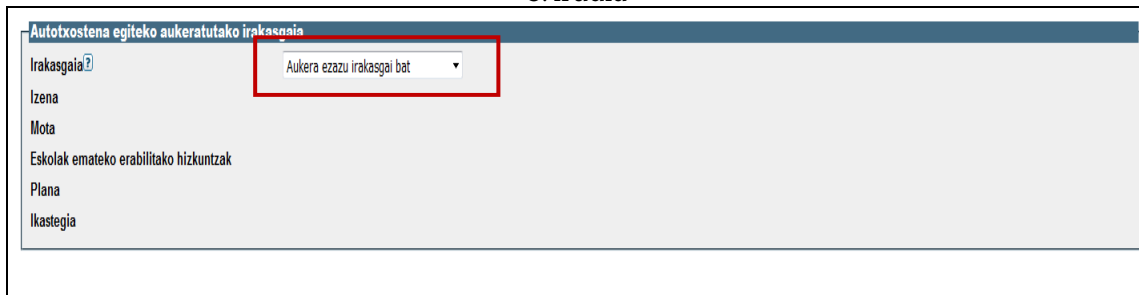 Autotxostena egiteko aukeratutako irakasgaia
Irakasgaia? Aukera ezazu irakasgai bat
Izena
Mota
Eskolak emateko erabilitako hizkuntzak
Plana
Ikastegia